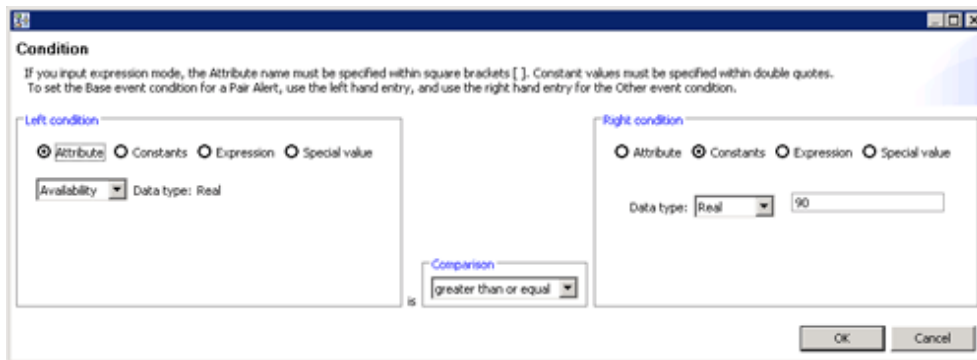 Condition
If you input expression mode, the Attribute name must be specified within square brackets [ ]. Constant values must be specified within double quotes.
To set the Base event condition for a Pair Alert, use the left hand entry, and use the right hand entry for the Other event condition.
Left condition
Attribute Constants Expression Special value
Availability Data type: Real
is
Comparison
greater than or equal
Right condition
Attribute Constants Expression Special value
Data type: Real 90
OK Cancel